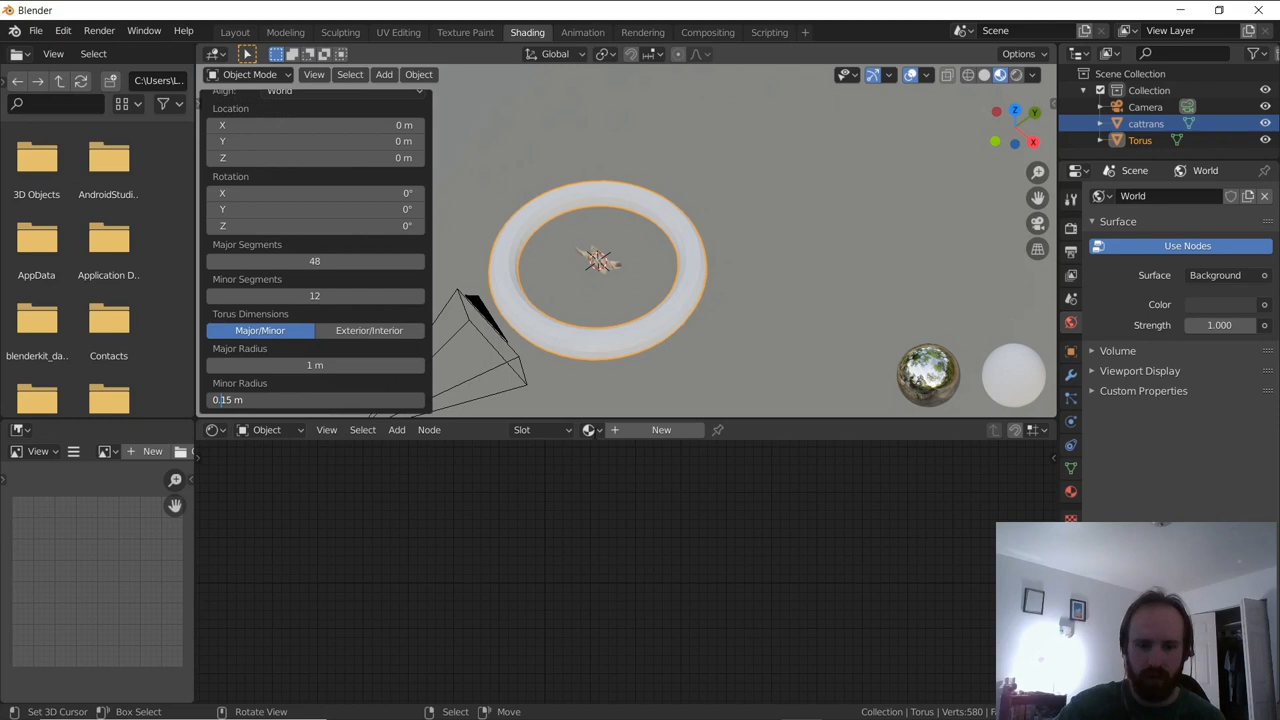 Blender
File Edit Render Window Help Layout Modeling Sculpting UV Editing Texture Paint Shading Animation Rendering Compositing Scripting + Scene View Layer
View Select Global Options
Object Mode View Select Add Object
C:\Users\L...
3D Objects AndroidStudi..
AppData Application D...
blenderkit_da.. Contacts
Align: World
Location
X 0 m
Y 0 m
Z 0 m
Rotation
X 0°
Y 0°
Z 0°
Major Segments
48
Minor Segments
12
Torus Dimensions
Major/Minor Exterior/Interior
Major Radius
1 m
Minor Radius
0.15 m
Z
Y
X
Scene Collection
Collection
Camera
cattrans
Torus
Scene World
World
Surface
Use Nodes
Surface Background
Color
Strength 1.000
Volume
Viewport Display
Custom Properties
Object View Select Add Node Slot + New
View + New
Set 3D Cursor Box Select Rotate View Select Move Collection | Torus | Verts:580 | F